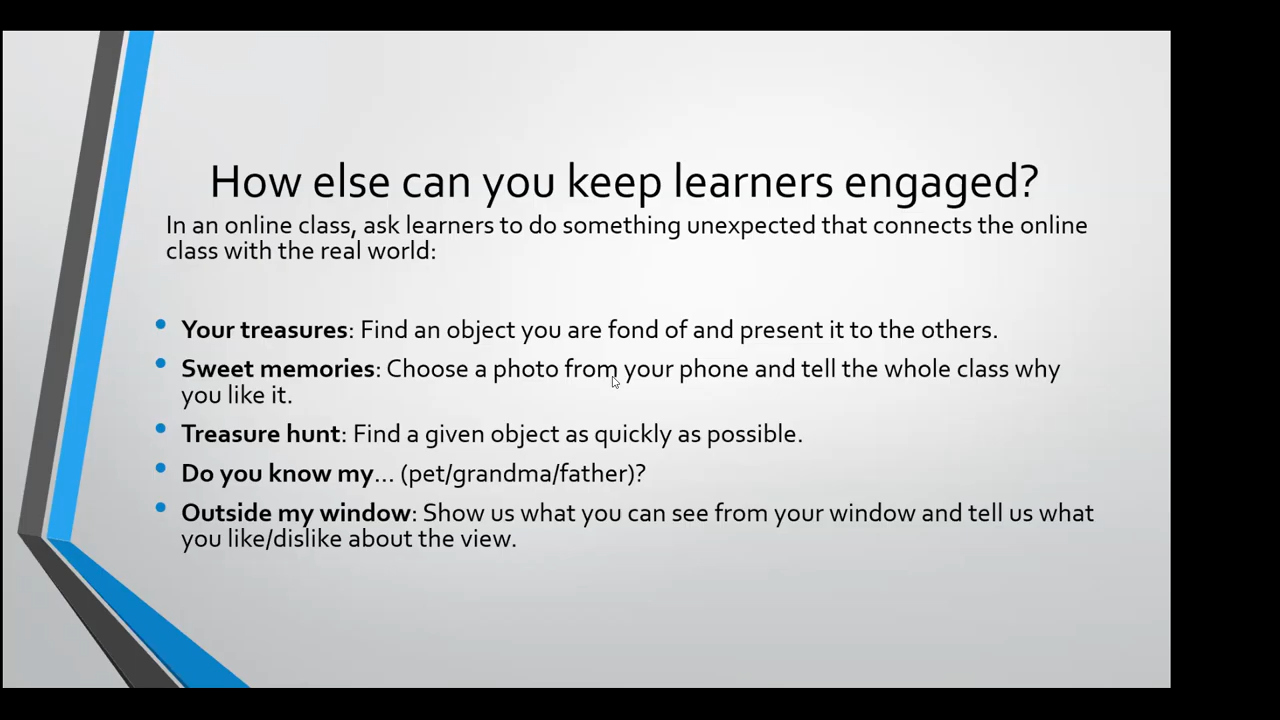 How else can you keep learners engaged?
In an online class, ask learners to do something unexpected that connects the online
class with the real world:
• Your treasures: Find an object you are fond of and present it to the others.
• Sweet memories: Choose a photo from your phone and tell the whole class why
you like it.
• Treasure hunt: Find a given object as quickly as possible.
• Do you know my... (pet/grandma/father)?
• Outside my window: Show us what you can see from your window and tell us what
you like/dislike about the view.